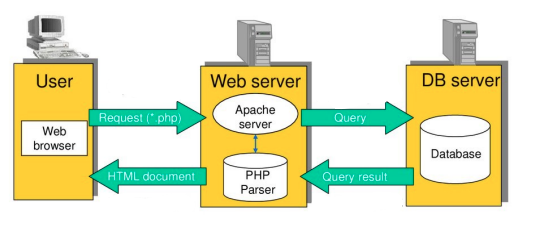 User
Web server
DB server
Request (*.php)
Apache
server
Query
Web
browser
Database
HTML document
PHP
Parser
Query result